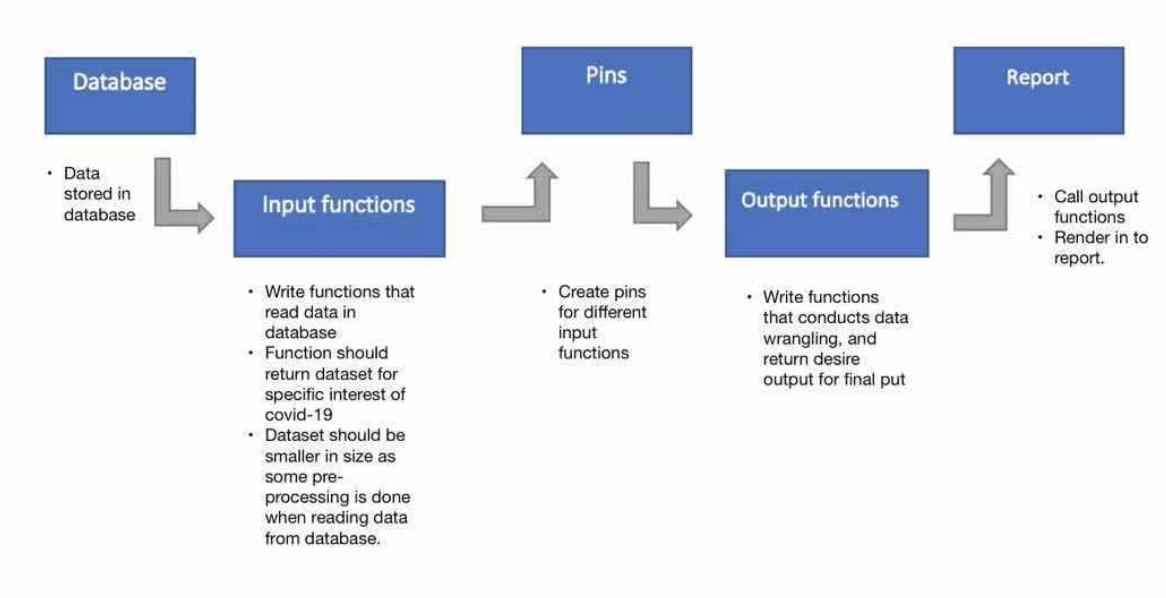 Database
• Data
stored in
database
Input functions
• Write functions that
read data in
database
• Function should
return dataset for
specific interest of
covid-19
• Dataset should be
smaller in size as
some pre-
processing is done
when reading data
from database.
Pins
• Create pins
for different
input
functions
Output functions
• Write functions
that conducts data
wrangling, and
return desire
output for final put
Report
• Call output
functions
• Render in to
report.